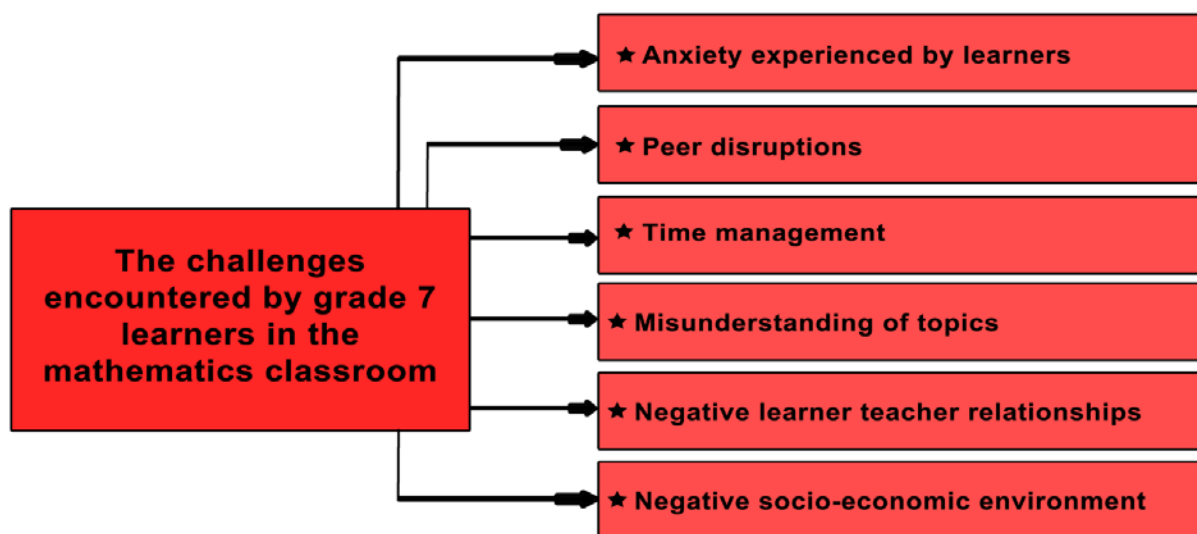 The challenges
encountered by grade 7
learners in the
mathematics classroom
★ Anxiety experienced by learners
★ Peer disruptions
★ Time management
★ Misunderstanding of topics
★ Negative learner teacher relationships
★ Negative socio-economic environment